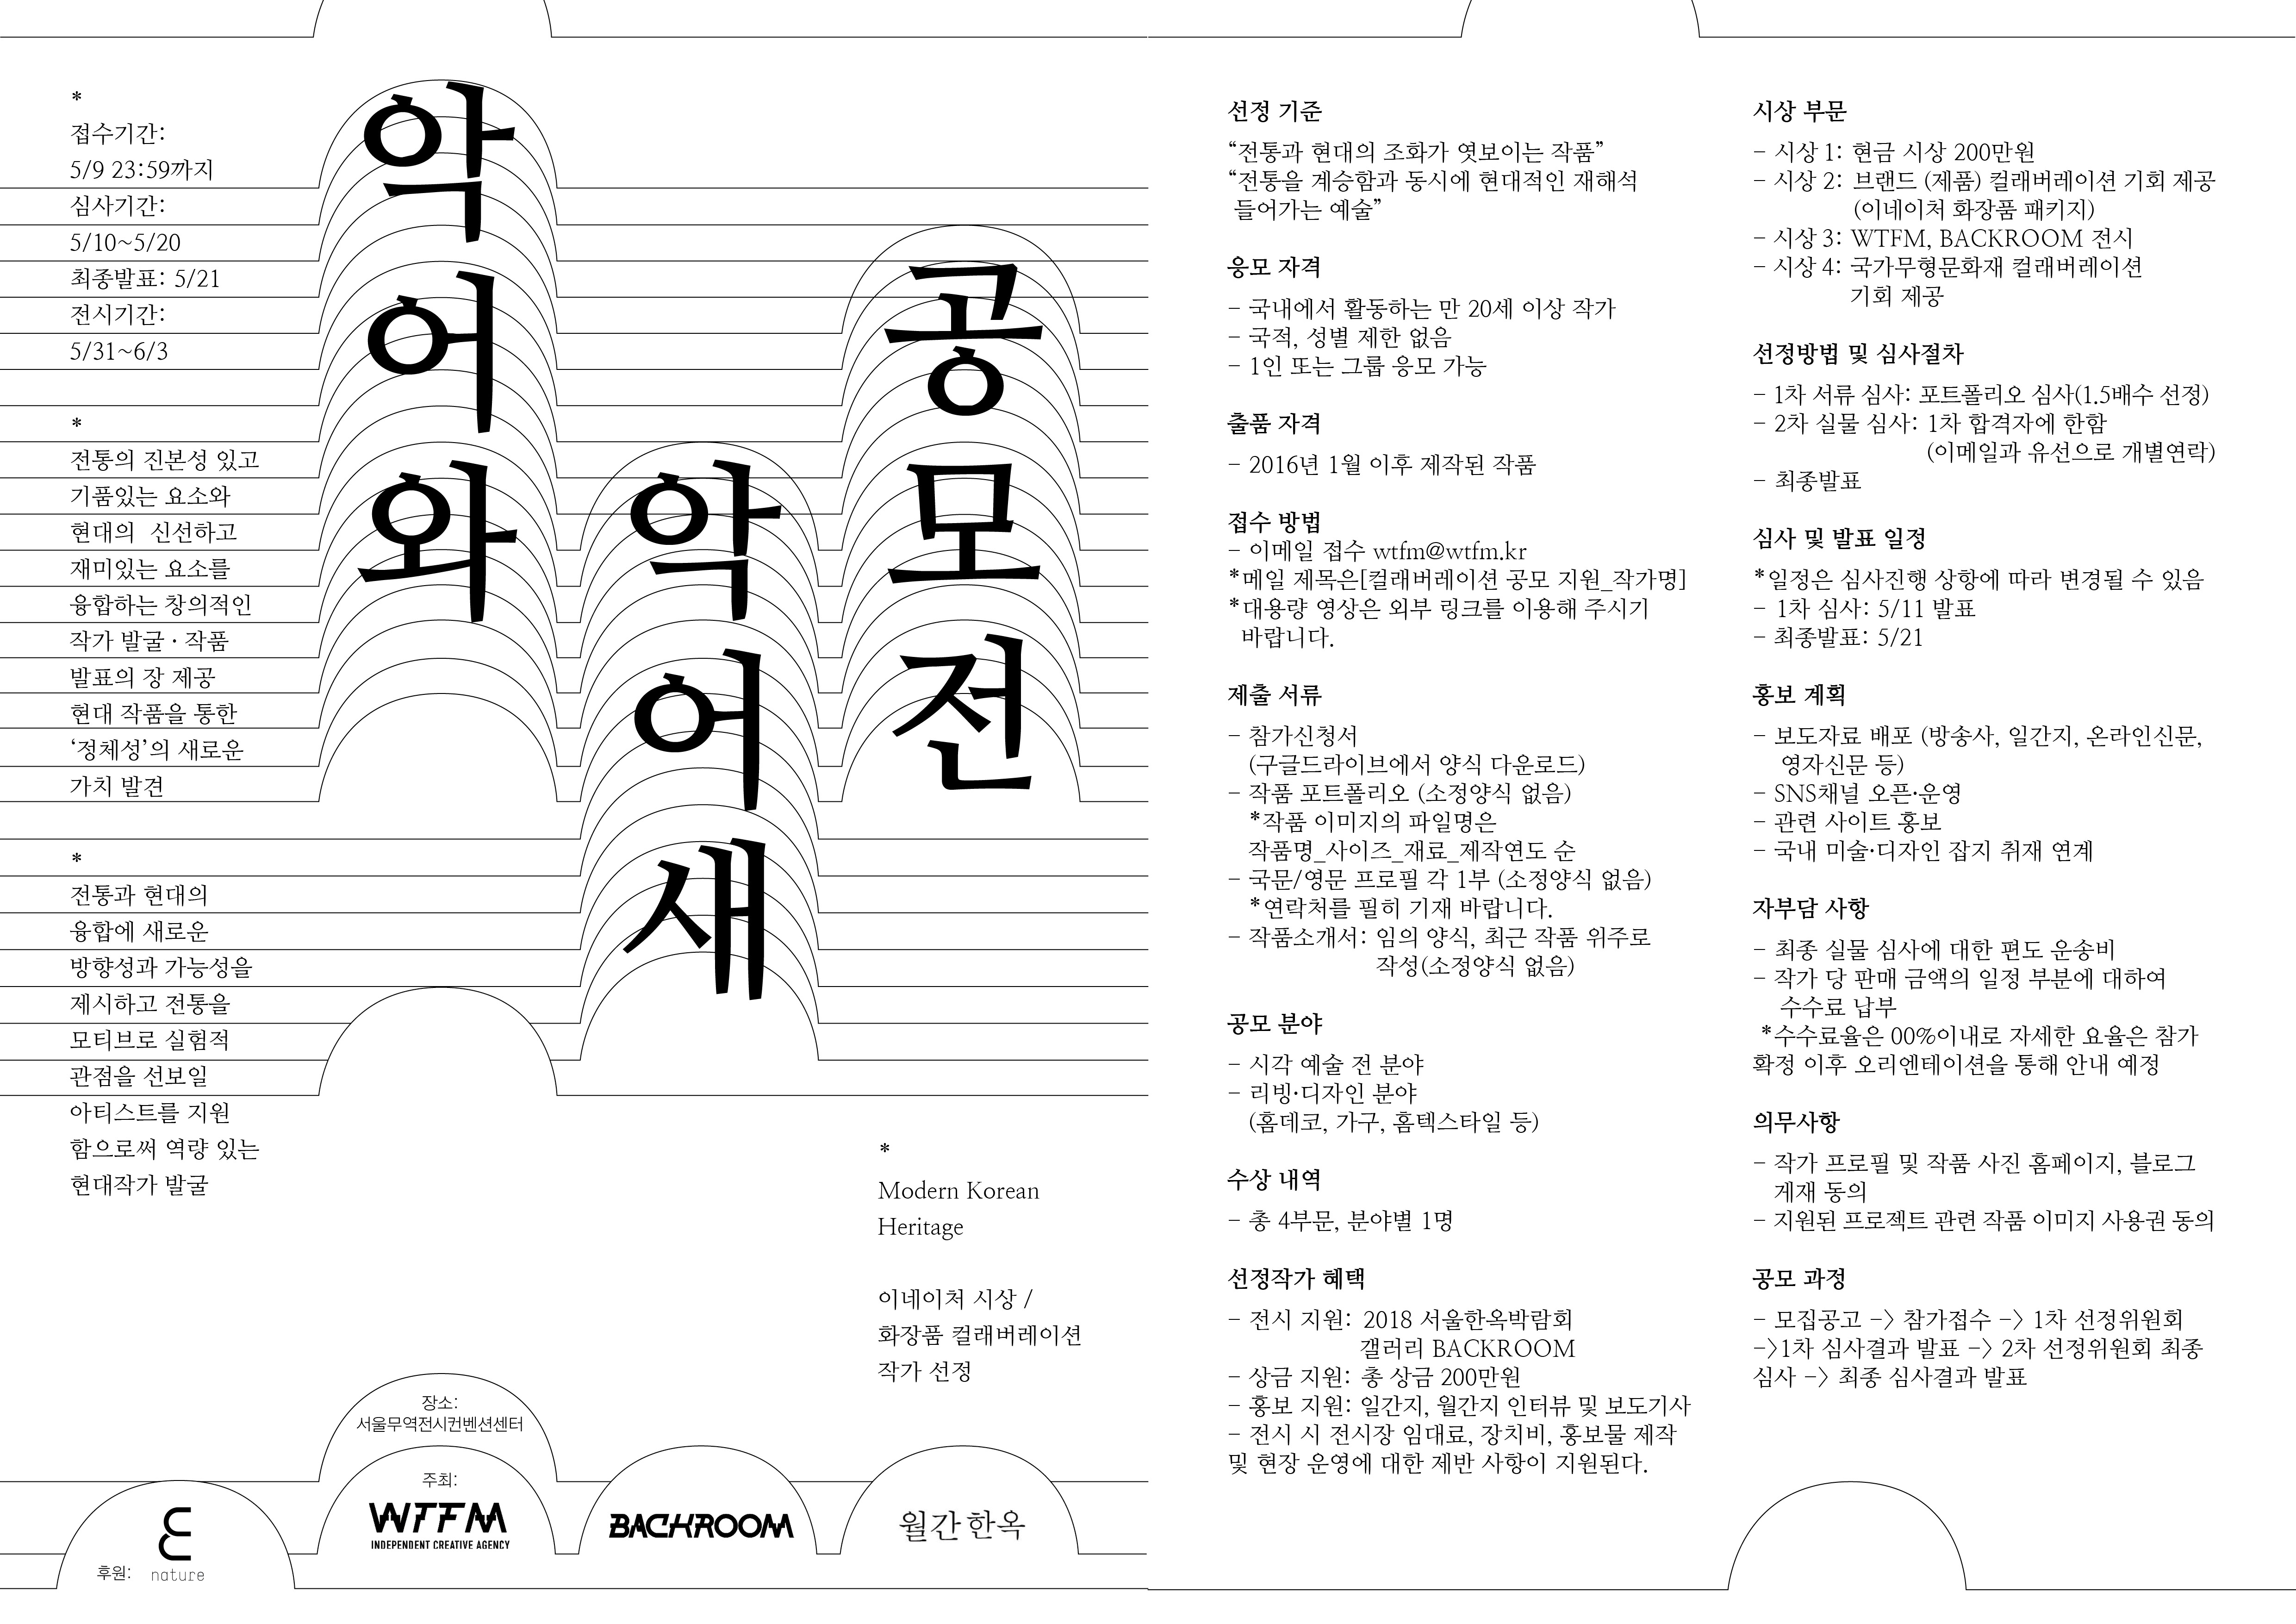 *
접수기간:
5/9 23:59까지
심사기간:
5/10~5/20
최종발표: 5/21
전시기간:
5/31~6/3
*
전통의 진본성 있고
기품있는 요소와
현대의  신선하고
재미있는 요소를
융합하는 창의적인
작가 발굴 · 작품
발표의 장 제공
현대 작품을 통한
‘정체성’의 새로운
가치 발견
*
전통과 현대의
융합에 새로운
방향성과 가능성을
제시하고 전통을
모티브로 실험적
관점을 선보일
아티스트를 지원
함으로써 역량 있는
현대작가 발굴
악어와
악어새
공모전
*
Modern Korean
Heritage
이네이처 시상 /
화장품 컬래버레이션
작가 선정
장소:
서울무역전시컨벤션센터
후원:
nature
주최:
WTFM
INDEPENDENT CREATIVE AGENCY
BACKROOM
월간한옥
선정 기준
“전통과 현대의 조화가 엿보이는 작품”
“전통을 계승함과 동시에 현대적인 재해석
들어가는 예술”
응모 자격
- 국내에서 활동하는 만 20세 이상 작가
- 국적, 성별 제한 없음
- 1인 또는 그룹 응모 가능
출품 자격
- 2016년 1월 이후 제작된 작품
접수 방법
- 이메일 접수 wtfm@wtfm.kr
*메일 제목은[컬래버레이션 공모 지원_작가명]
*대용량 영상은 외부 링크를 이용해 주시기
바랍니다.
제출 서류
- 참가신청서
(구글드라이브에서 양식 다운로드)
- 작품 포트폴리오 (소정양식 없음)
*작품 이미지의 파일명은
작품명_사이즈_재료_제작연도 순
- 국문/영문 프로필 각 1부 (소정양식 없음)
*연락처를 필히 기재 바랍니다.
- 작품소개서: 임의 양식, 최근 작품 위주로
작성(소정양식 없음)
공모 분야
- 시각 예술 전 분야
- 리빙·디자인 분야
(홈데코, 가구, 홈텍스타일 등)
수상 내역
- 총 4부문, 분야별 1명
선정작가 혜택
- 전시 지원: 2018 서울한옥박람회
갤러리 BACKROOM
- 상금 지원: 총 상금 200만원
- 홍보 지원: 일간지, 월간지 인터뷰 및 보도기사
- 전시 시 전시장 임대료, 장치비, 홍보물 제작
및 현장 운영에 대한 제반 사항이 지원된다.
시상 부문
- 시상 1: 현금 시상 200만원
- 시상 2: 브랜드 (제품) 컬래버레이션 기회 제공
(이네이처 화장품 패키지)
- 시상 3: WTFM, BACKROOM 전시
- 시상 4: 국가무형문화재 컬래버레이션
기회 제공
선정방법 및 심사절차
- 1차 서류 심사: 포트폴리오 심사(1.5배수 선정)
- 2차 실물 심사: 1차 합격자에 한함
(이메일과 유선으로 개별연락)
- 최종발표
심사 및 발표 일정
*일정은 심사진행 상항에 따라 변경될 수 있음
- 1차 심사: 5/11 발표
- 최종발표: 5/21
홍보 계획
- 보도자료 배포 (방송사, 일간지, 온라인신문,
영자신문 등)
- SNS채널 오픈·운영
- 관련 사이트 홍보
- 국내 미술·디자인 잡지 취재 연계
자부담 사항
- 최종 실물 심사에 대한 편도 운송비
- 작가 당 판매 금액의 일정 부분에 대하여
수수료 납부
*수수료율은 00%이내로 자세한 요율은 참가
확정 이후 오리엔테이션을 통해 안내 예정
의무사항
- 작가 프로필 및 작품 사진 홈페이지, 블로그
게재 동의
- 지원된 프로젝트 관련 작품 이미지 사용권 동의
공모 과정
- 모집공고 -> 참가접수 -> 1차 선정위원회
->1차 심사결과 발표 -> 2차 선정위원회 최종
심사 -> 최종 심사결과 발표